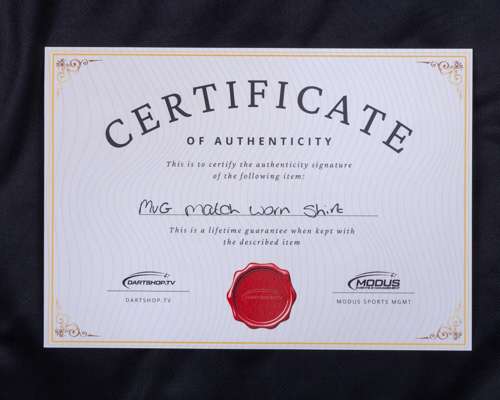 CERTIFICATE
OF AUTHENTICITY
This is to certify the authenticity signature
of the following item:
MvG match worn shirt
This is a lifetime guarantee when kept with
the described item
DARTSHOP.TV
MODUS
DARTSHOP.TV
MODUS SPORTS MGMT